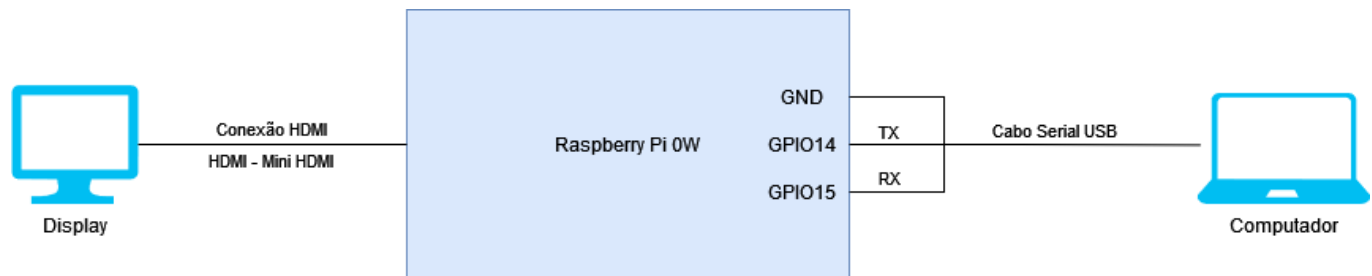 Conexão HDMI
HDMI - Mini HDMI
Display
Raspberry Pi 0W
GND
GPIO14
GPIO15
TX
RX
Cabo Serial USB
Computador